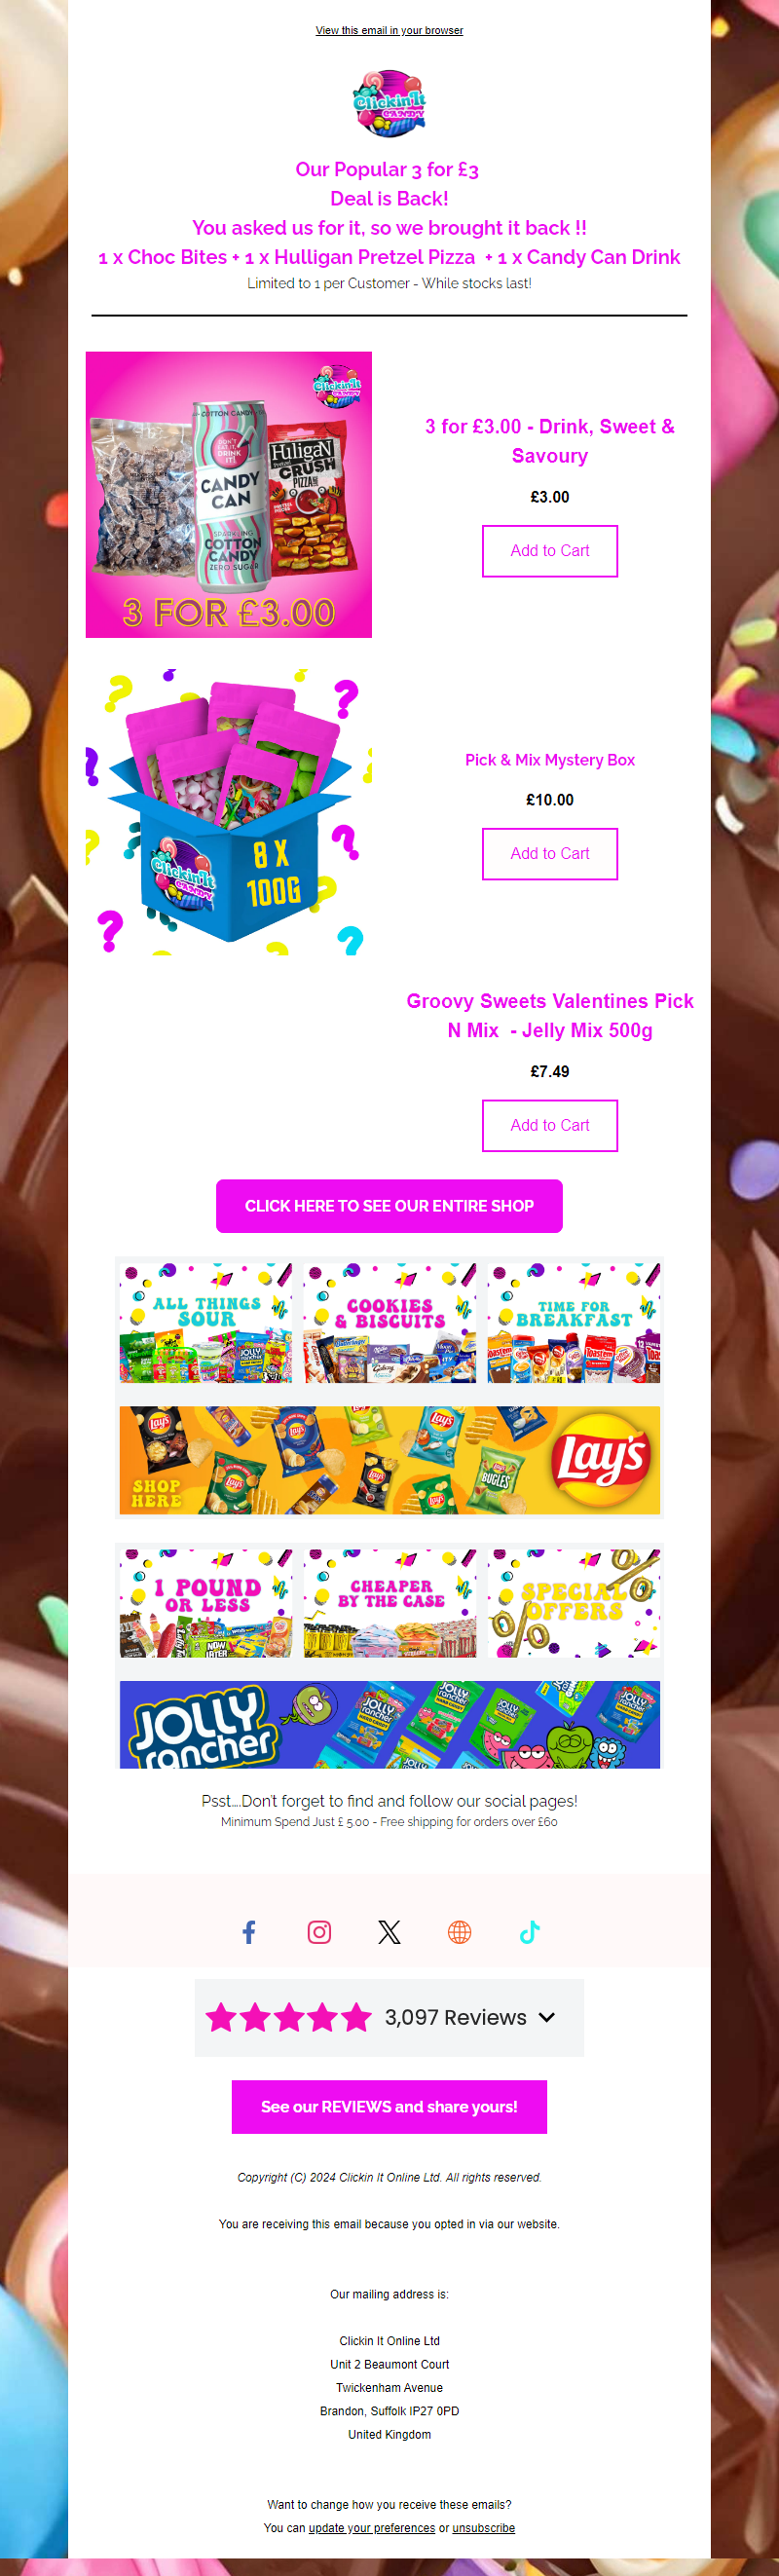 View this email in your browser
ClickinIt
CANDY
Our Popular 3 for £3
Deal is Back!
You asked us for it, so we brought it back !!
1 x Choc Bites + 1 x Hulligan Pretzel Pizza + 1 x Candy Can Drink
Limited to 1 per Customer - While stocks last!
ClickinIt
CANDY
COTTON CANDY
DON'T
EAT IT,
DRINK
IT!
CANDY
CAN
SPARKLING
COTTON
CANDY
ZERO SUGAR
HuligaN
CRUSH
PIZZA
3 FOR £3.00
3 for £3.00 - Drink, Sweet &
Savoury
£3.00
Add to Cart
ClickinIt
CANDY
8 X
100G
Pick & Mix Mystery Box
£10.00
Add to Cart
Groovy Sweets Valentines Pick
N Mix - Jelly Mix 500g
£7.49
Add to Cart
CLICK HERE TO SEE OUR ENTIRE SHOP
ALL THINGS
SOUR
JOLLY
RANCHER
COOKIES
& BISCUITS
TIME FOR
BREAKFAST
Lay's
BUGLES
SHOP
HERE
Lay's
1 POUND
OR LESS
NOW
LATER
CHEAPER
BY THE CASE
SPECIAL
OFFERS
JOLLY
rancher
Psst....Don't forget to find and follow our social pages!
Minimum Spend Just £ 5.00 - Free shipping for orders over £60
3,097 Reviews
See our REVIEWS and share yours!
Copyright (C) 2024 Clickin It Online Ltd. All rights reserved.
You are receiving this email because you opted in via our website.
Our mailing address is:
Clickin It Online Ltd
Unit 2 Beaumont Court
Twickenham Avenue
Brandon, Suffolk IP27 0PD
United Kingdom
Want to change how you receive these emails?
You can update your preferences or unsubscribe